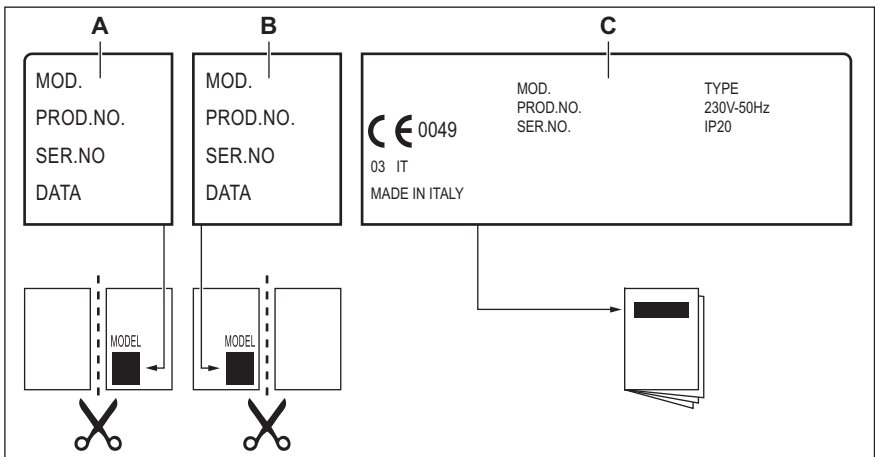 A
B
C
MOD.
PROD.NO.
SER.NO
DATA
MOD.
PROD.NO.
SER.NO
DATA
MOD.
PROD.NO.
SER.NO.
TYPE
230V-50Hz
IP20
CE 0049
03 IT
MADE IN ITALY
MODEL
MODEL